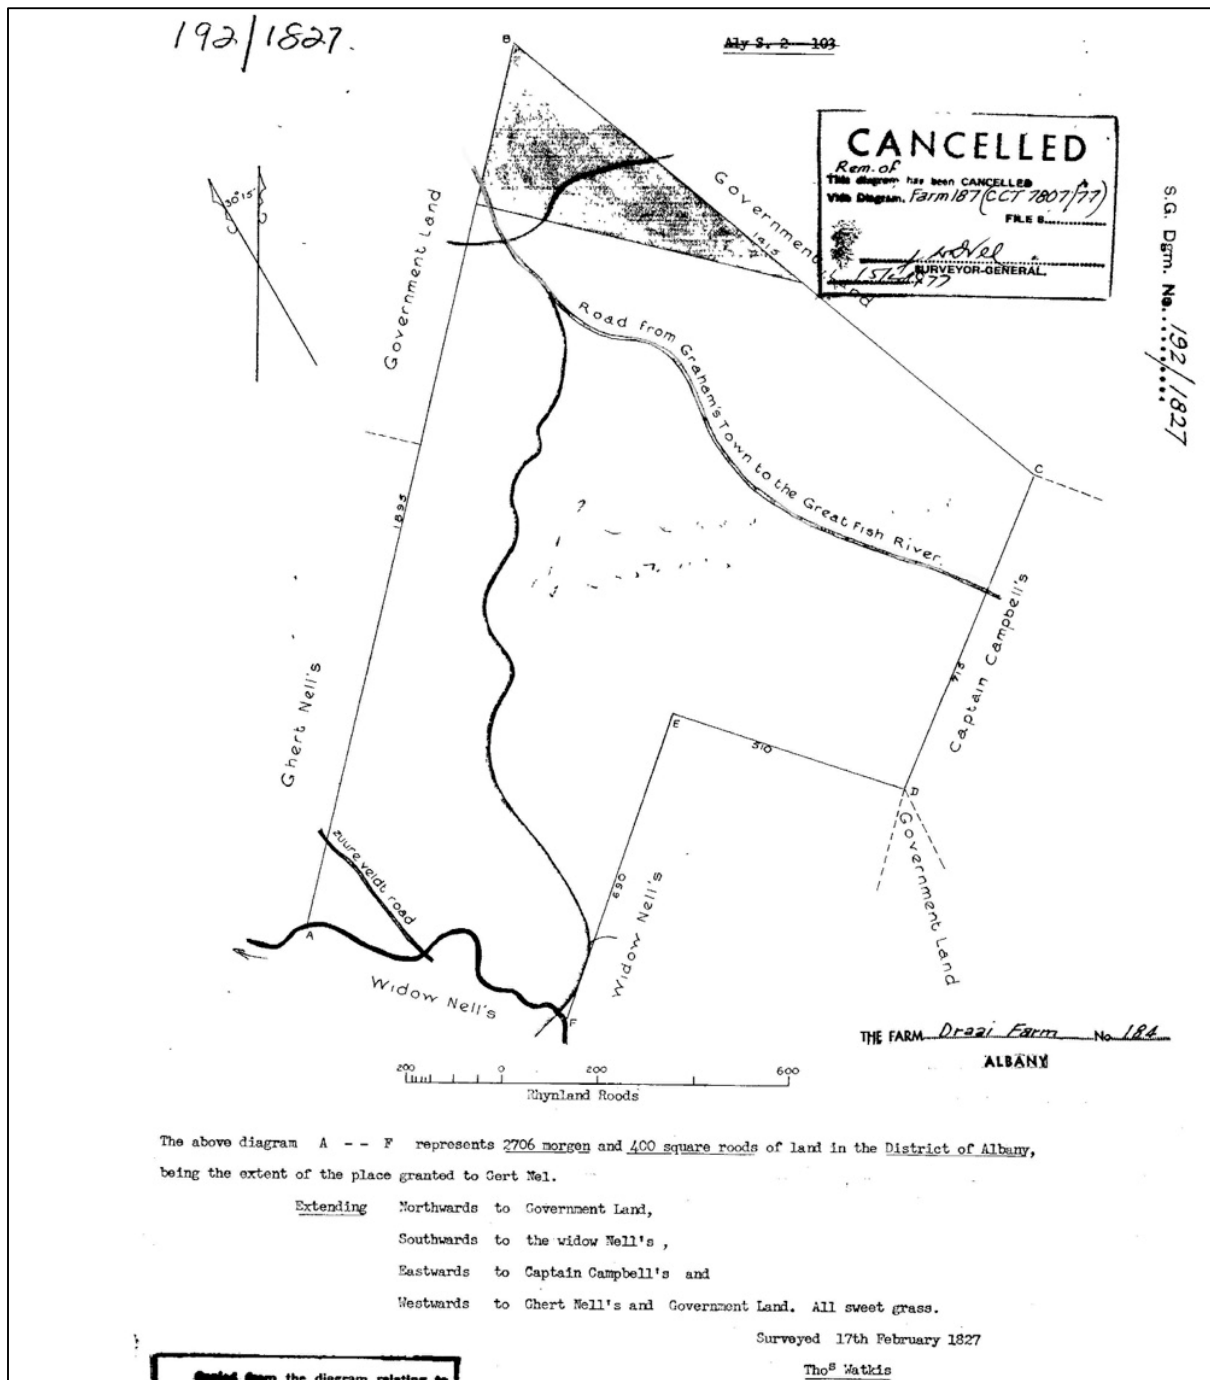 192/1827.
Aly S. 2 - 103
CANCELLED
Rem. of
This diagram has been CANCELLED
Vide Diagram. Farm 187 (CCT 7807/77)
FILE S.
SURVEYOR-GENERAL.
S.G. Dgm. No. 192/1827
B
30°15'
Government Land
Government Land
1415
Road from Graham's Town to the Great Fish River.
C
1895
Captain Campbell's
Ghert Nell's
E
510
D
Government Land
zuure veldt road
690
Widow Nell's
A
Widow Nell's
F
THE FARM Draai Farm No 184
ALBANY
200 0 200 600
Rhynland Roods
The above diagram A -- F represents 2706 morgen and 400 square roods of land in the District of Albany,
being the extent of the place granted to Gert Nel.
Extending Northwards to Government Land,
Southwards to the widow Nell's ,
Eastwards to Captain Campbell's and
Westwards to Ghert Nell's and Government Land. All sweet grass.
Surveyed 17th February 1827
Thos Watkis
the diagram relating to